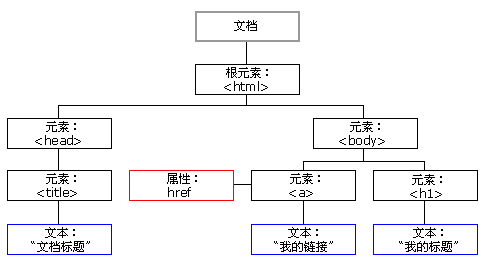 文档
根元素：
<html>
元素：
<head>
元素：
<body>
元素：
<title>
属性：
href
元素：
<a>
元素：
<h1>
文本：
“文档标题”
文本：
“我的链接”
文本：
“我的标题”